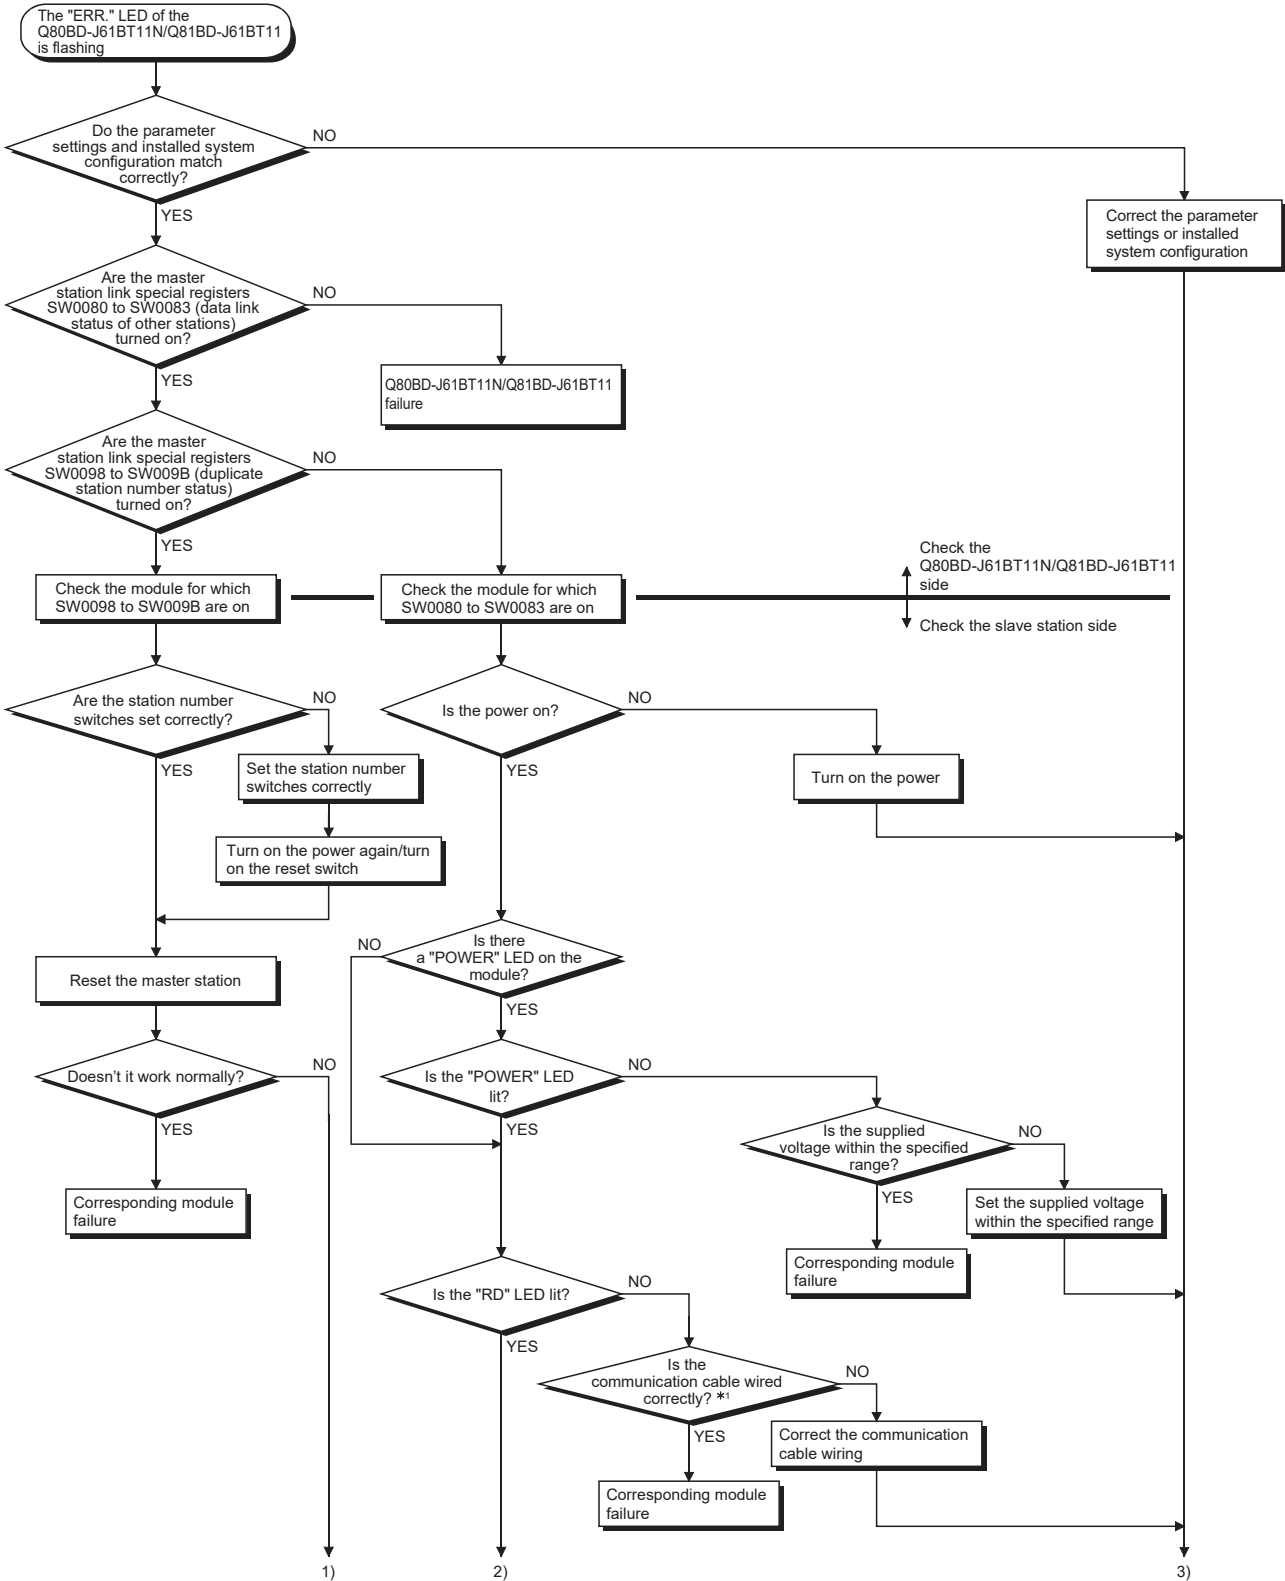 The "ERR." LED of the
Q80BD-J61BT11N/Q81BD-J61BT11
is flashing
Do the parameter
settings and installed system
configuration match
correctly?
NO
YES
Correct the parameter
settings or installed
system configuration
Are the master
station link special registers
SW0080 to SW0083 (data link
status of other stations)
turned on?
NO
YES
Q80BD-J61BT11N/Q81BD-J61BT11
failure
Are the master
station link special registers
SW0098 to SW009B (duplicate
station number status)
turned on?
NO
YES
Check the
Q80BD-J61BT11N/Q81BD-J61BT11
side
Check the slave station side
Check the module for which
SW0098 to SW009B are on
Check the module for which
SW0080 to SW0083 are on
Are the station number
switches set correctly?
NO
YES
Is the power on?
NO
YES
Set the station number
switches correctly
Turn on the power
Turn on the power again/turn
on the reset switch
Is there
a "POWER" LED on the
module?
NO
YES
Reset the master station
Doesn't it work normally?
NO
YES
Is the "POWER" LED
lit?
NO
YES
Is the supplied
voltage within the specified
range?
NO
YES
Corresponding module
failure
Set the supplied voltage
within the specified range
Corresponding module
failure
Is the "RD" LED lit?
NO
YES
Is the
communication cable wired
correctly? *1
NO
YES
Correct the communication
cable wiring
Corresponding module
failure
1)
2)
3)